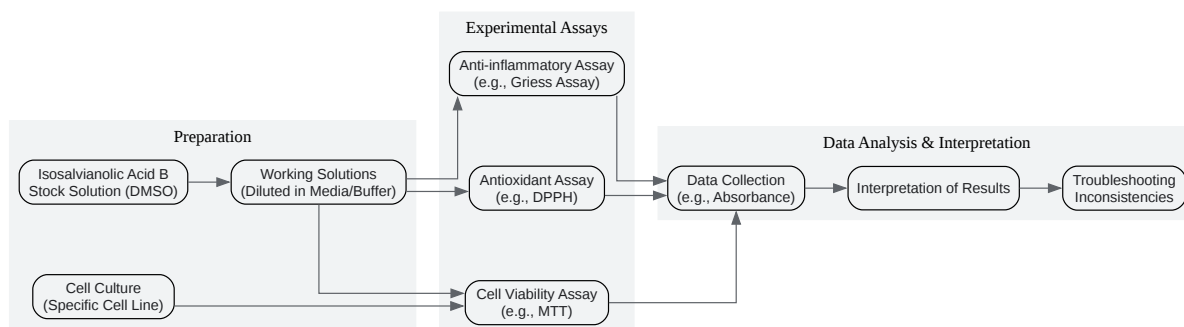 Experimental Assays
Anti-inflammatory Assay
(e.g., Griess Assay)
Preparation
Data Analysis & Interpretation
Isosalvianolic Acid B
Stock Solution (DMSO)
Working Solutions
(Diluted in Media/Buffer)
Antioxidant Assay
(e.g., DPPH)
Data Collection
(e.g., Absorbance)
Interpretation of Results
Troubleshooting
Inconsistencies
Cell Culture
(Specific Cell Line)
Cell Viability Assay
(e.g., MTT)